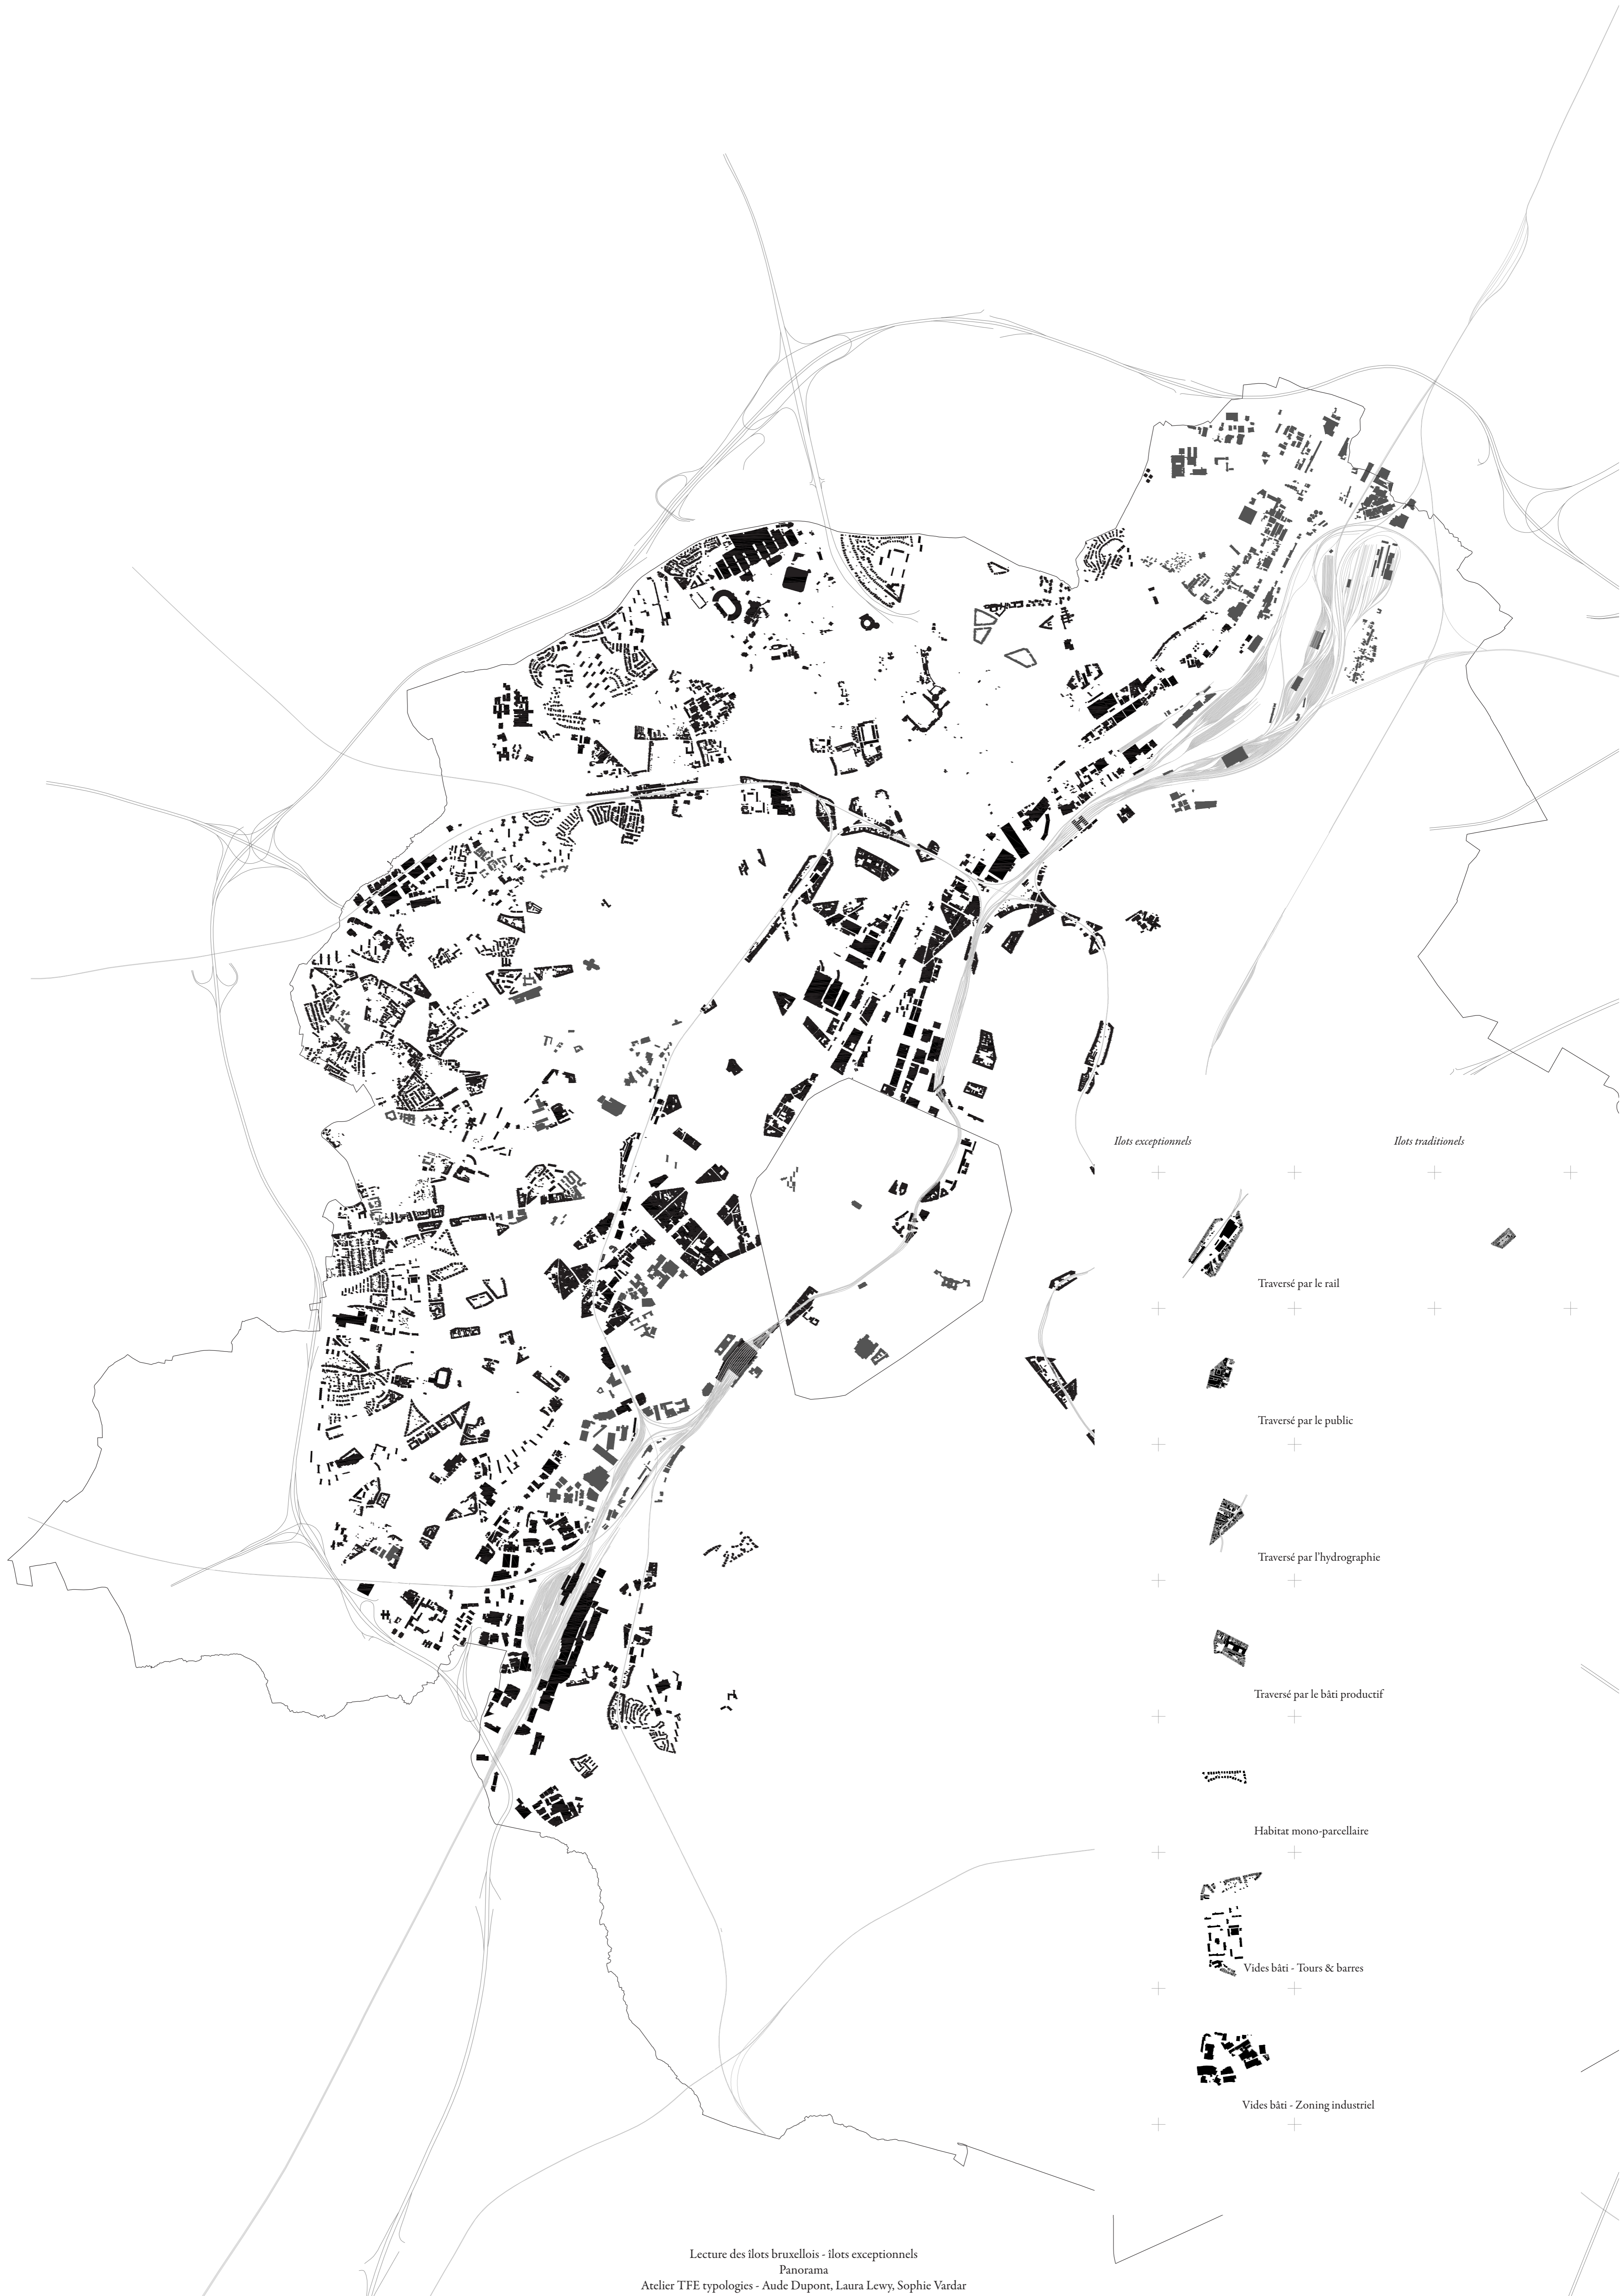 Ilots exceptionnels
Ilots traditionels
Traversé par le rail
Traversé par le public
Traversé par l'hydrographie
Traversé par le bâti productif
Habitat mono-parcellaire
Vides bâti - Tours & barres
Vides bâti - Zoning industriel
Lecture des îlots bruxellois - îlots exceptionnels
Panorama
Atelier TFE typologies - Aude Dupont, Laura Lewy, Sophie Vardar